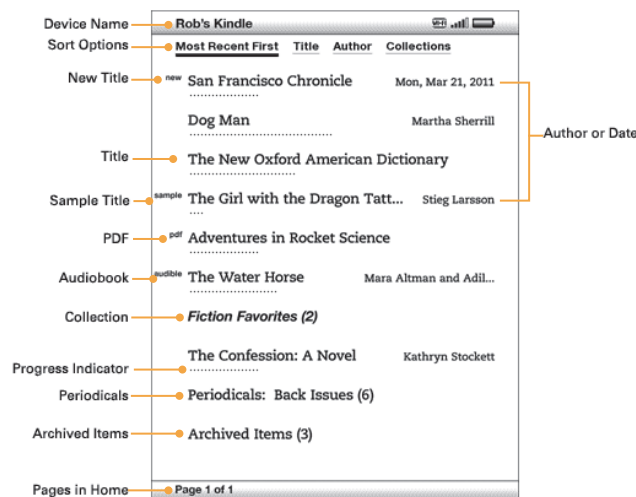 Device Name Rob's Kindle WI-FI
Sort Options Most Recent First Title Author Collections
New Title new San Francisco Chronicle Mon, Mar 21, 2011
Dog Man Martha Sherrill
Author or Date
Title The New Oxford American Dictionary
Sample Title sample The Girl with the Dragon Tatt... Stieg Larsson
PDF pdf Adventures in Rocket Science
Audiobook audible The Water Horse Mara Altman and Adil...
Collection Fiction Favorites (2)
The Confession: A Novel Kathryn Stockett
Progress Indicator
Periodicals Periodicals: Back Issues (6)
Archived Items Archived Items (3)
Pages in Home Page 1 of 1